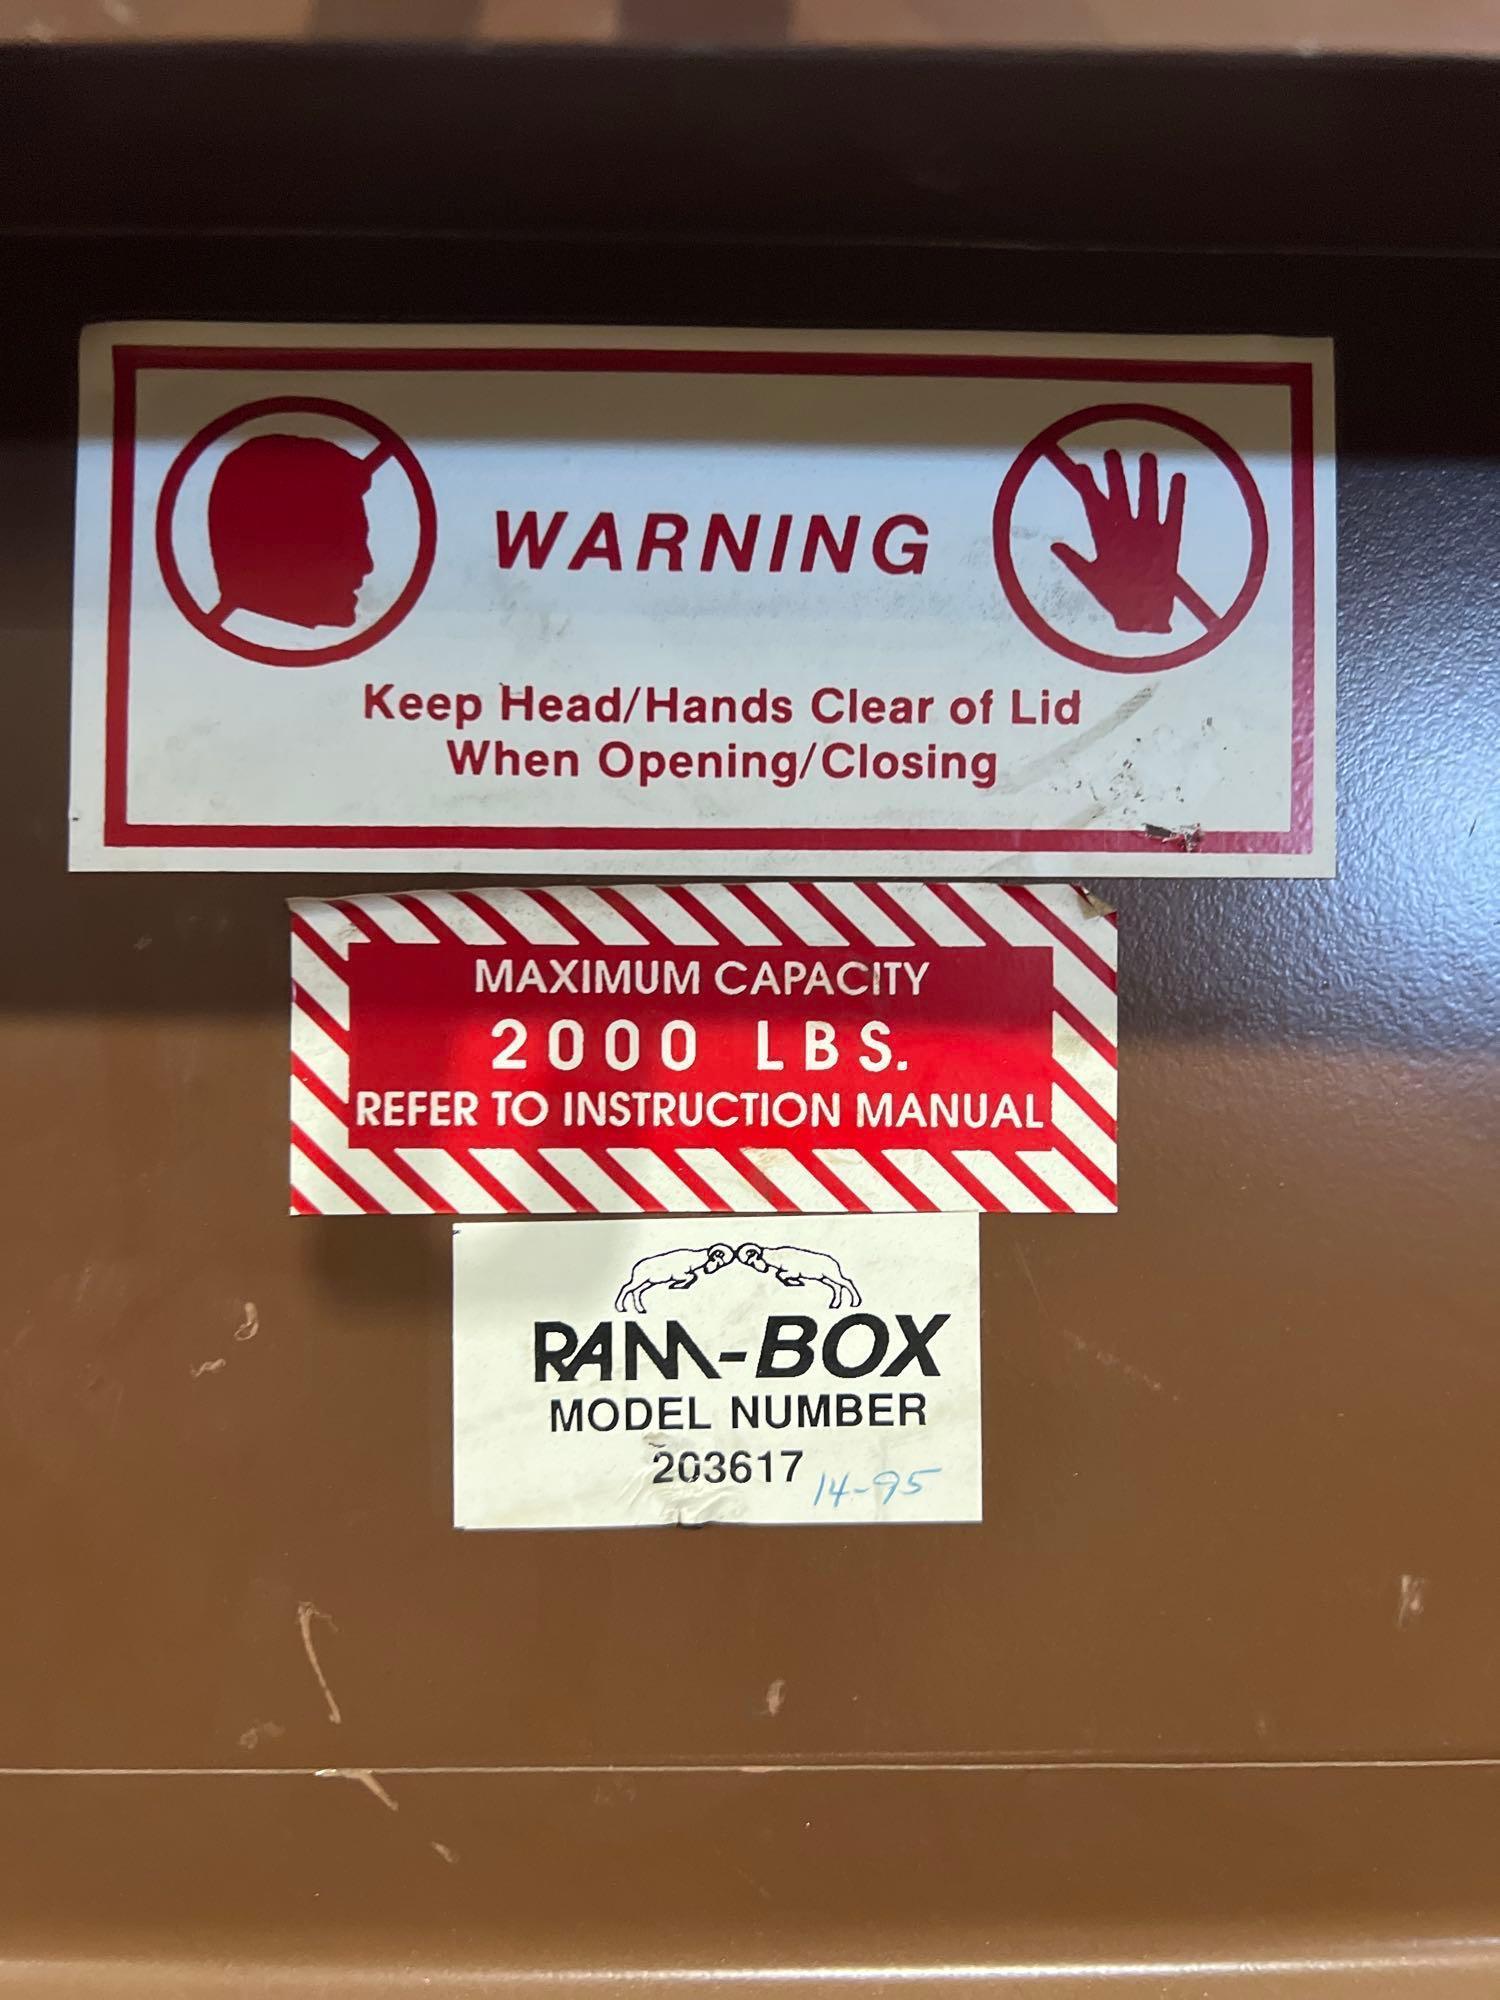 WARNING
Keep Head/Hands Clear of Lid
When Opening/Closing
MAXIMUM CAPACITY
2000 LBS.
REFER TO INSTRUCTION MANUAL
RAM-BOX
MODEL NUMBER
203617 14-95